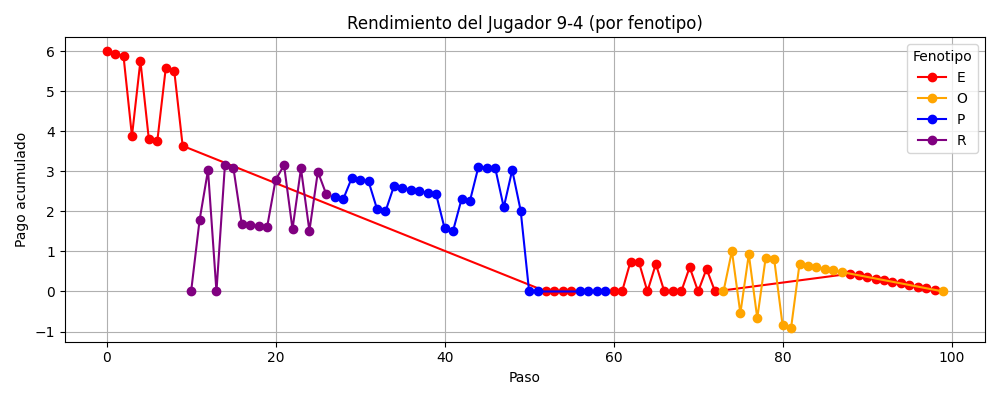 Rendimiento del Jugador 9-4 (por fenotipo)
Pago acumulado
6
5
4
3
2
1
0
−1
Fenotipo
E
O
P
R
0 20 40 60 80 100
Paso